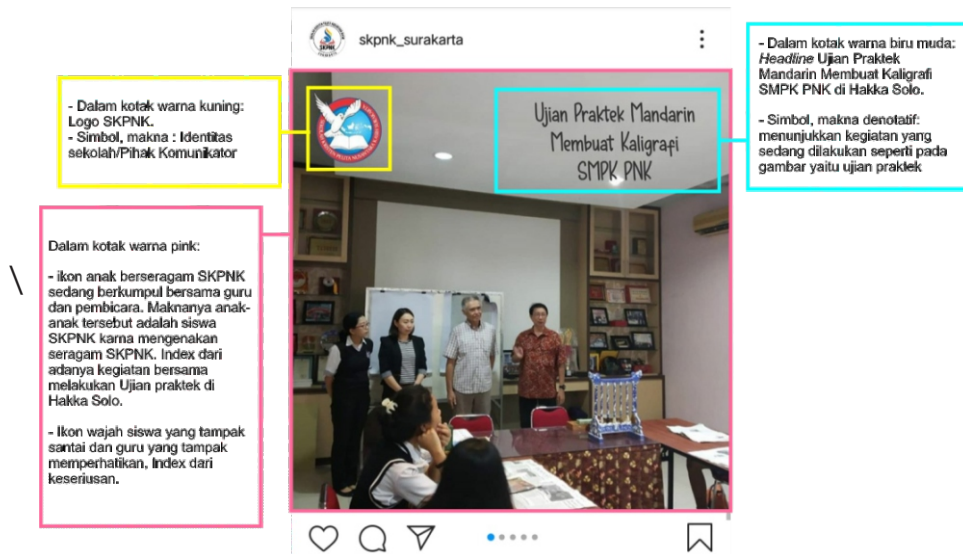 skpnk_surakarta
- Dalam kotak warna kuning:
Logo SKPNK.
- Simbol, makna : Identitas
sekolah/Pihak Komunikator
Ujian Praktek Mandarin
Membuat Kaligrafi
SMPK PNK
- Dalam kotak warna biru muda:
Headline Ujian Praktek
Mandarin Membuat Kaligrafi
SMPK PNK di Hakka Solo.
- Simbol, makna denotatif:
menunjukkan kegiatan yang
sedang dilakukan seperti pada
gambar yaitu ujian praktek
\
Dalam kotak warna pink:
- ikon anak berseragam SKPNK
sedang berkumpul bersama guru
dan pembicara. Maknanya anak-
anak tersebut adalah siswa
SKPNK karna mengenakan
seragam SKPNK. Index dari
adanya kegiatan bersama
melakukan Ujian praktek di
Hakka Solo.
- Ikon wajah siswa yang tampak
santai dan guru yang tampak
memperhatikan, Index dari
keseriusan.